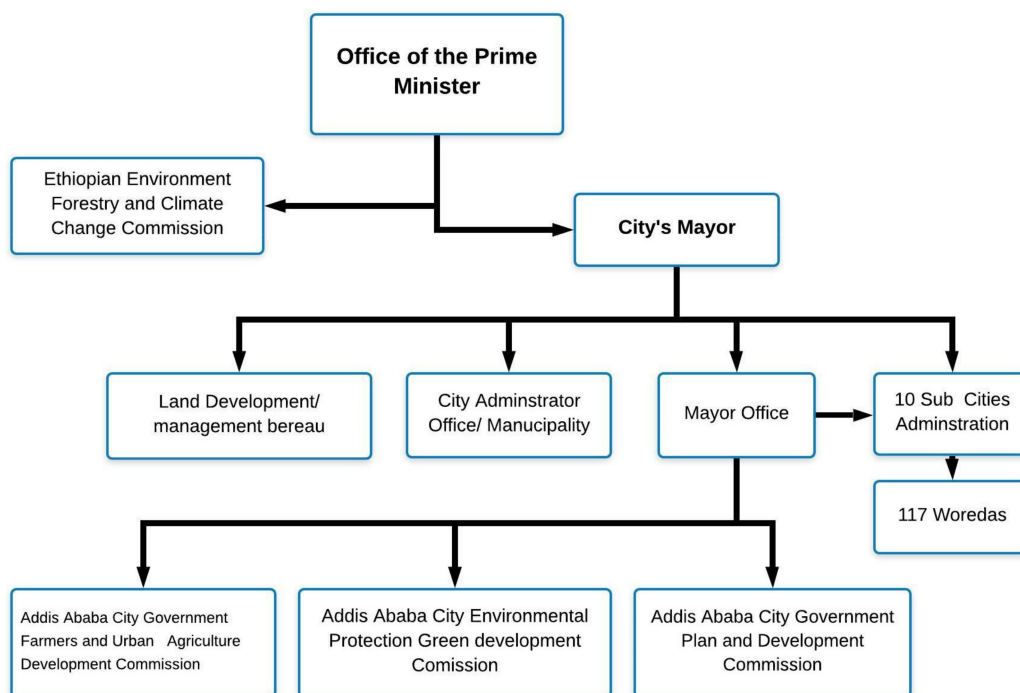 Office of the Prime
Minister
Ethiopian Environment
Forestry and Climate
Change Commission
City's Mayor
Land Development/
management bereau
City Adminstrator
Office/ Manucipality
Mayor Office
10 Sub Cities
Adminstration
117 Woredas
Addis Ababa City Government
Farmers and Urban Agriculture
Development Commission
Addis Ababa City Environmental
Protection Green development
Comission
Addis Ababa City Government
Plan and Development
Commission